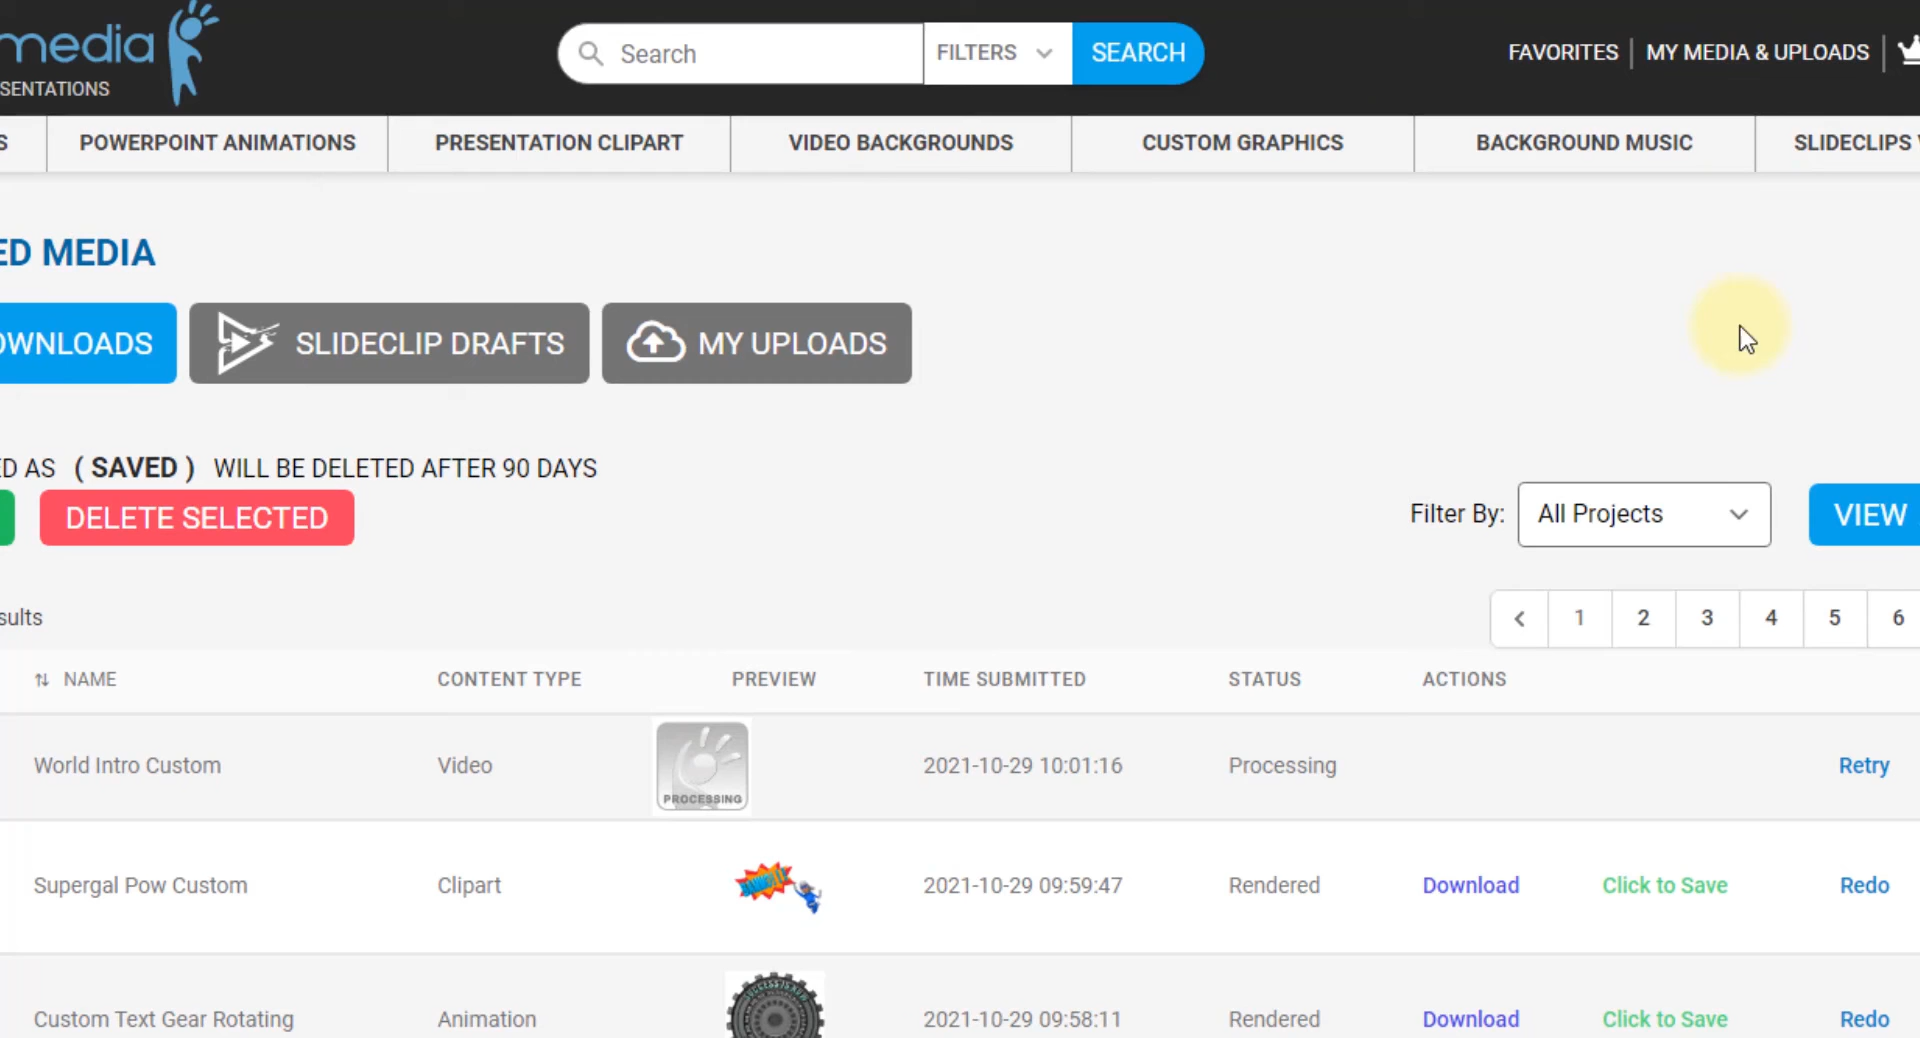 media
SENTATIONS
Search
FILTERS
SEARCH
FAVORITES
MY MEDIA & UPLOADS
S
POWERPOINT ANIMATIONS
PRESENTATION CLIPART
VIDEO BACKGROUNDS
CUSTOM GRAPHICS
BACKGROUND MUSIC
SLIDECLIPS
ED MEDIA
OWNLOADS
SLIDECLIP DRAFTS
MY UPLOADS
ED AS ( SAVED ) WILL BE DELETED AFTER 90 DAYS
DELETE SELECTED
Filter By:
All Projects
VIEW
sults
1 2 3 4 5 6
NAME CONTENT TYPE PREVIEW TIME SUBMITTED STATUS ACTIONS
World Intro Custom Video PROCESSING 2021-10-29 10:01:16 Processing Retry
Supergal Pow Custom Clipart 2021-10-29 09:59:47 Rendered Download Click to Save Redo
Custom Text Gear Rotating Animation 2021-10-29 09:58:11 Rendered Download Click to Save Redo